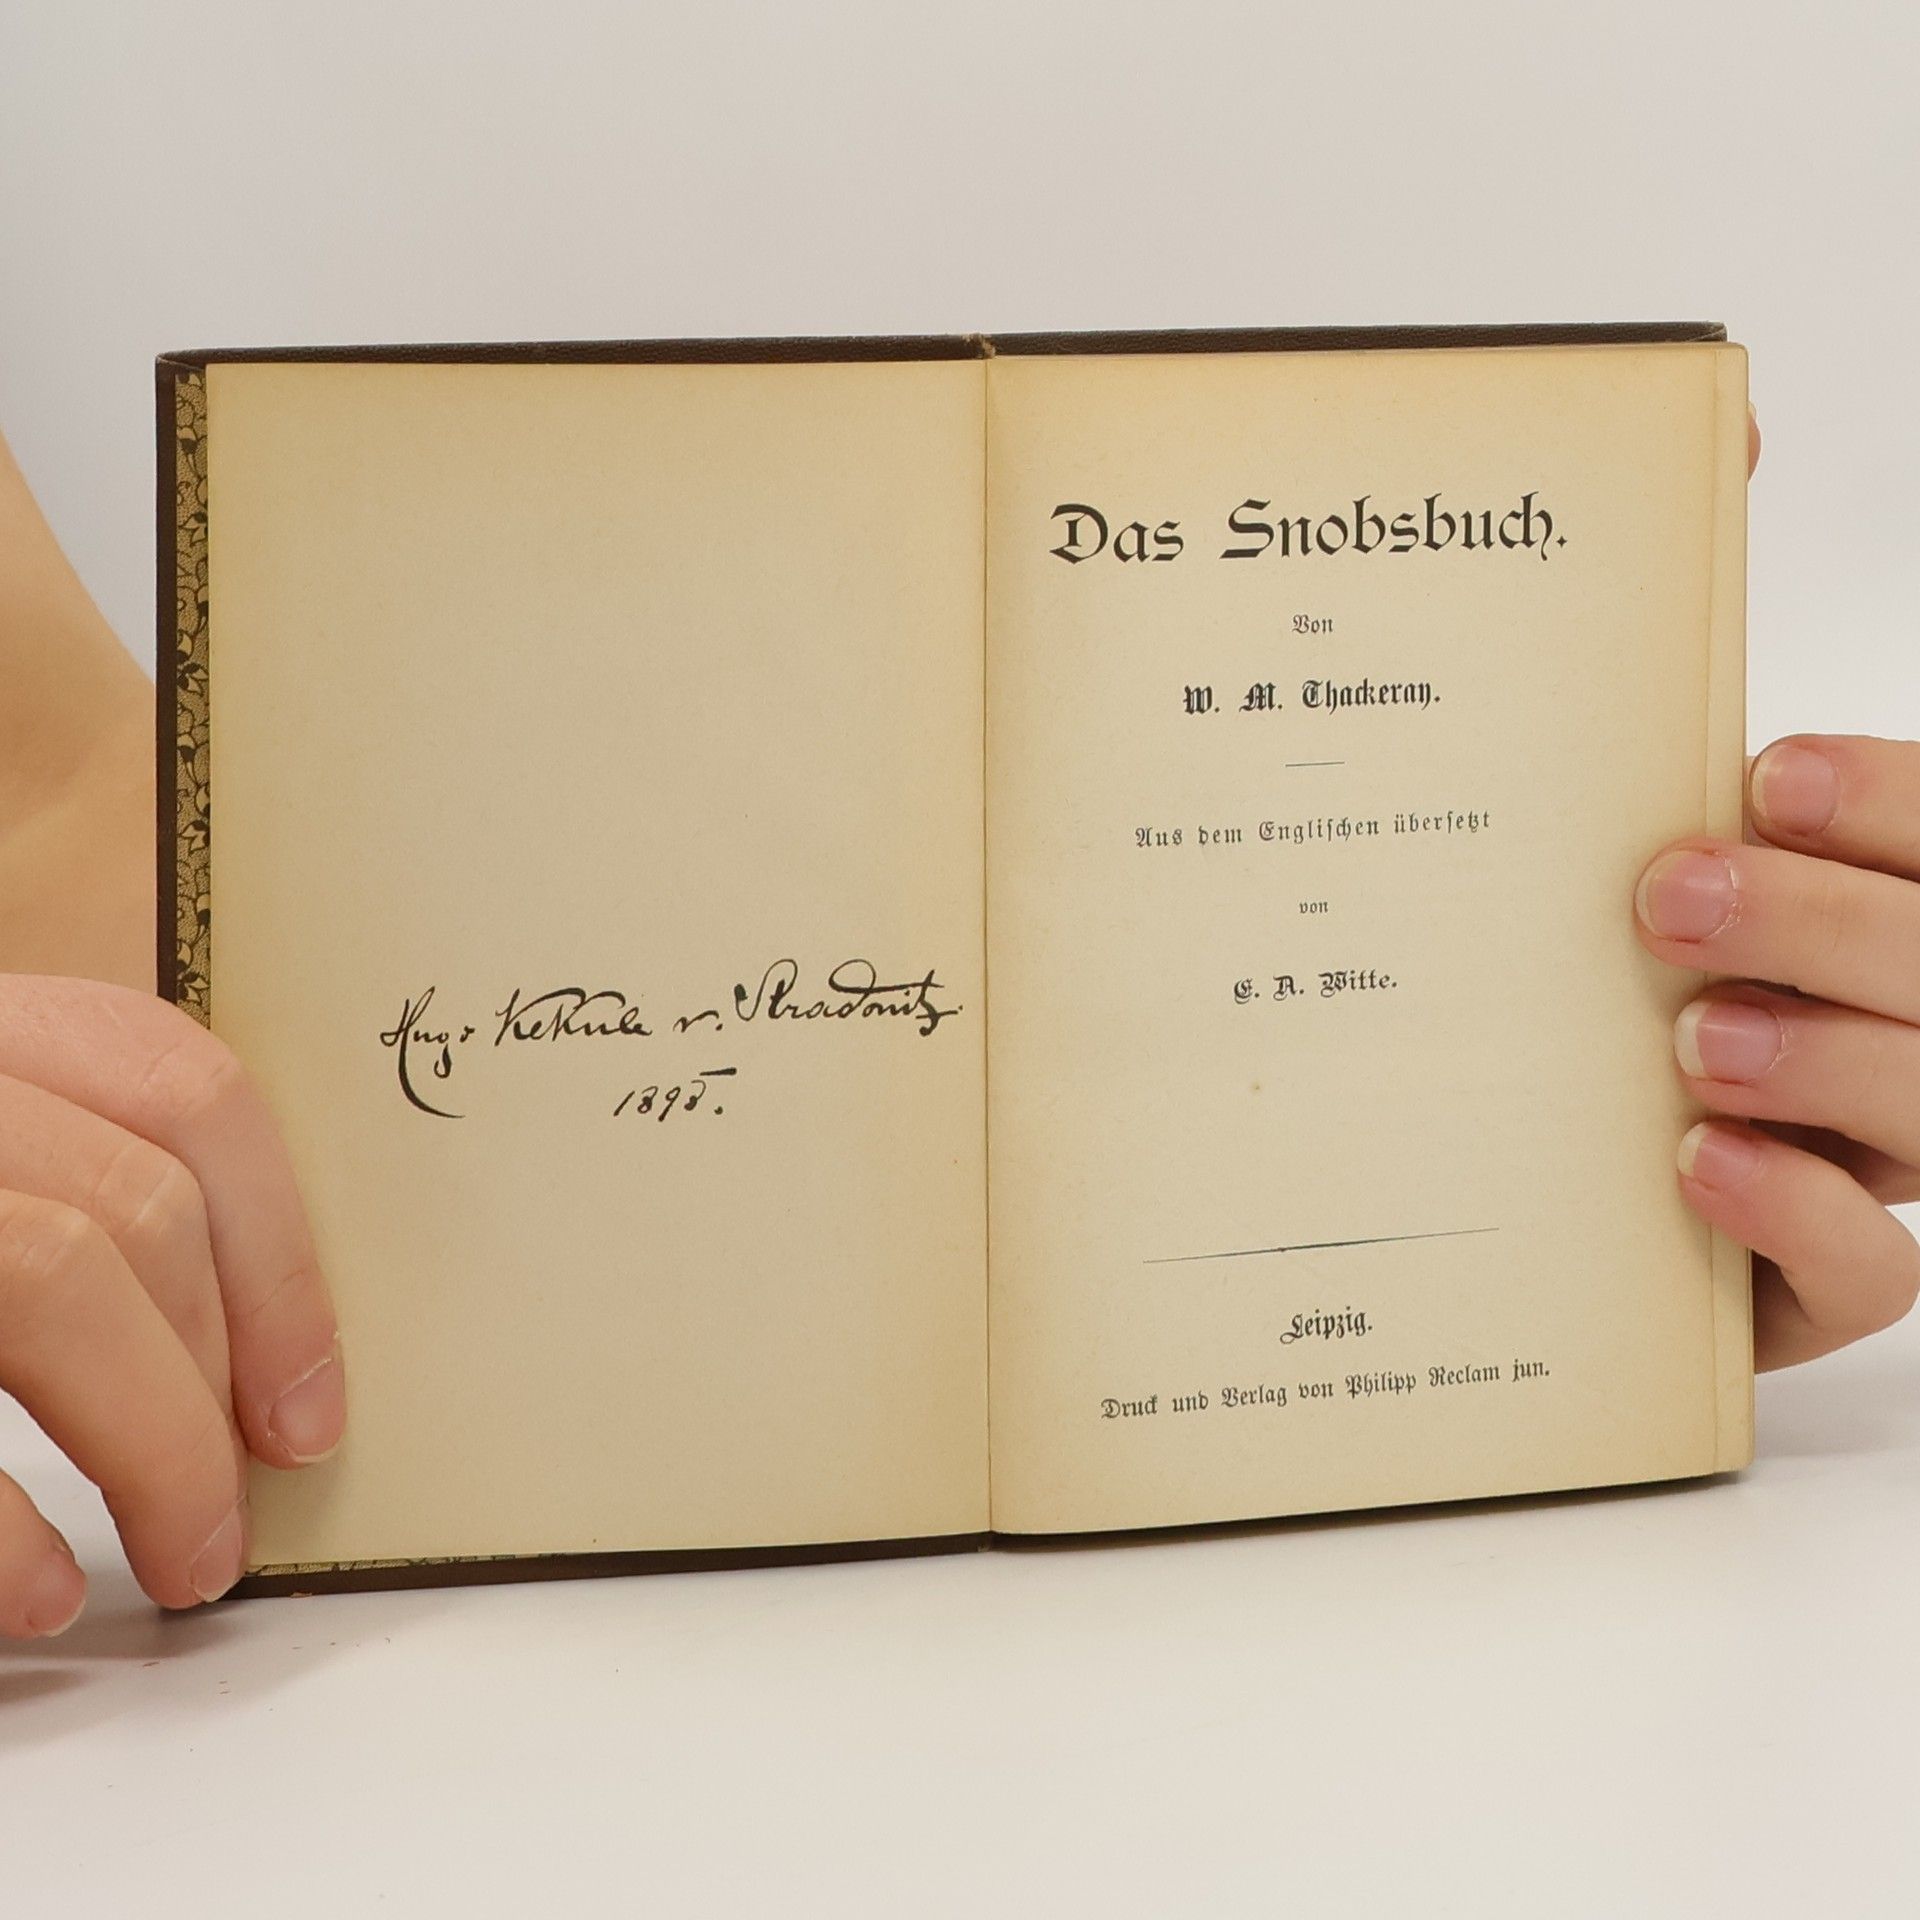 Hugo Kekule v. Stradonitz.
1895.
Das Snobsbuch.
Von
W. M. Thackeray.
Aus dem Englischen übersetzt
von
E. A. Witte.
Leipzig.
Druck und Verlag von Philipp Reclam jun.